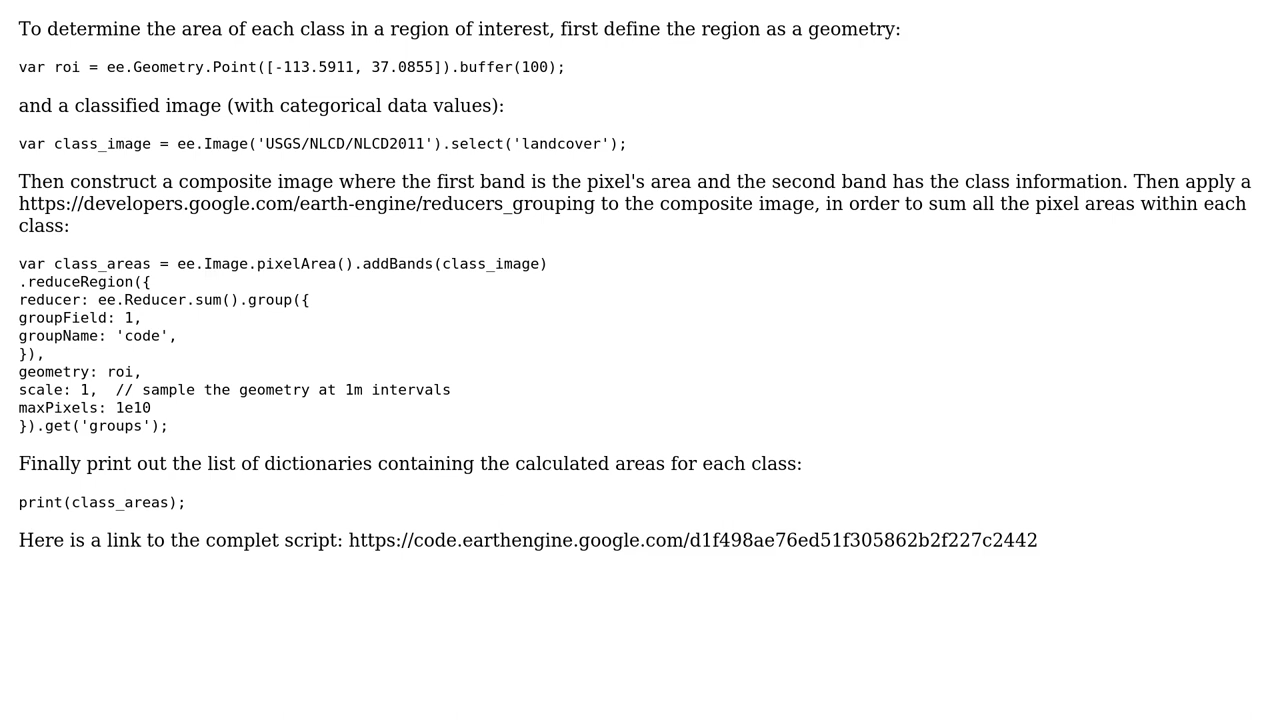 To determine the area of each class in a region of interest, first define the region as a geometry:
var roi = ee.Geometry.Point([-113.5911, 37.0855]).buffer(100);
and a classified image (with categorical data values):
var class_image = ee.Image('USGS/NLCD/NLCD2011').select('landcover');
Then construct a composite image where the first band is the pixel's area and the second band has the class information. Then apply a
https://developers.google.com/earth-engine/reducers_grouping to the composite image, in order to sum all the pixel areas within each
class:
var class_areas = ee.Image.pixelArea().addBands(class_image)
.reduceRegion({
reducer: ee.Reducer.sum().group({
groupField: 1,
groupName: 'code',
}),
geometry: roi,
scale: 1,  // sample the geometry at 1m intervals
maxPixels: 1e10
}).get('groups');
Finally print out the list of dictionaries containing the calculated areas for each class:
print(class_areas);
Here is a link to the complet script: https://code.earthengine.google.com/d1f498ae76ed51f305862b2f227c2442